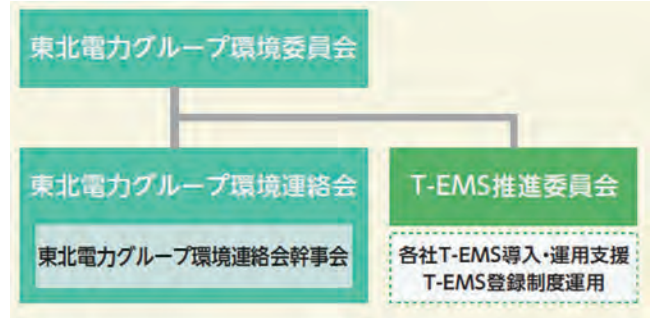 東北電力グループ環境委員会
東北電力グループ環境連絡会
東北電力グループ環境連絡会幹事会
T-EMS推進委員会
各社T-EMS導入・運用支援
T-EMS登録制度運用